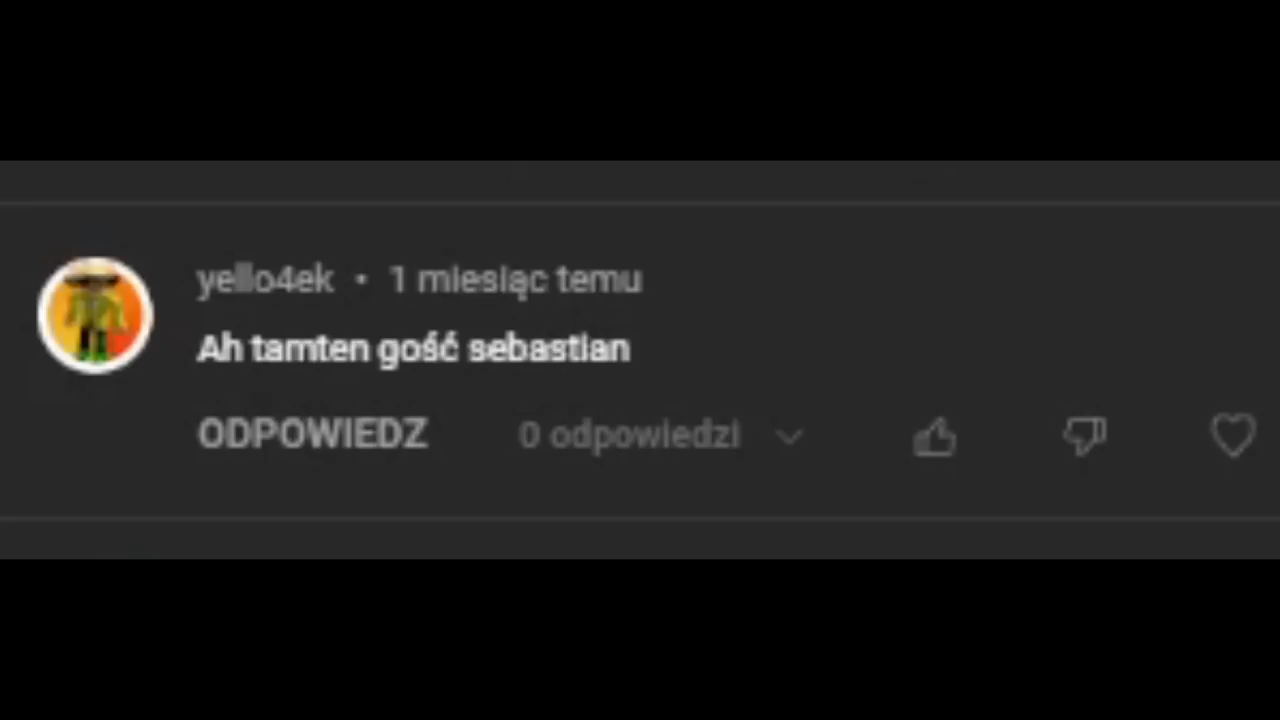 yello4ek • 1 miesiąc temu
Ah tamten gość sebastian
ODPOWIEDZ 0 odpowiedzi